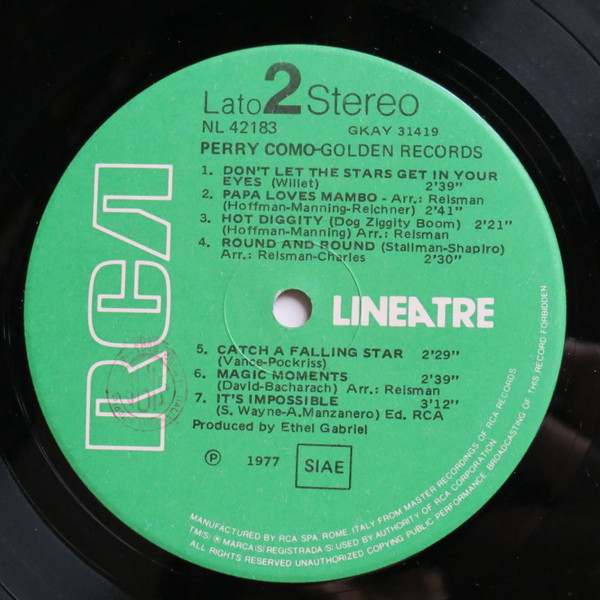 Lato 2 Stereo
NL 42183 GKAY 31419
PERRY COMO-GOLDEN RECORDS
1. DON'T LET THE STARS GET IN YOUR
EYES (Willet) 2'39"
2. PAPA LOVES MAMBO - Arr.: Reisman
(Hoffman-Manning-Reichner) 2'41"
3. HOT DIGGITY (Dog Ziggity Boom) 2'21"
(Hoffman-Manning) Arr.: Reisman
4. ROUND AND ROUND (Stallman-Shapiro)
Arr.: Reisman-Charles 2'30"
RCA
LINEATRE
5. CATCH A FALLING STAR 2'29"
(Vance-Pockriss)
6. MAGIC MOMENTS 2'39"
(David-Bacharach) Arr.: Reisman
7. IT'S IMPOSSIBLE 3'12"
(S. Wayne-A.Manzanero) Ed. RCA
Produced by Ethel Gabriel
℗ 1977 SIAE
MANUFACTURED BY RCA SPA, ROME, ITALY, FROM MASTER RECORDINGS OF RCA RECORDS
TM(S) ® MARCA(S) REGISTRADA(S) USED BY AUTHORITY OF RCA CORPORATION
ALL RIGHTS RESERVED UNAUTHORIZED COPYING PUBLIC PERFORMANCE BROADCASTING OF THIS RECORD FORBIDDEN